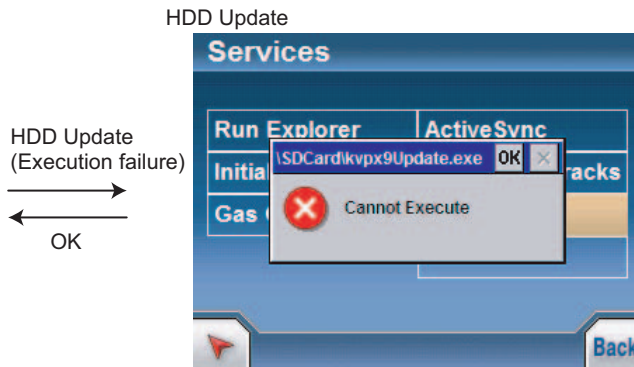 HDD Update
Services
HDD Update
(Execution failure)
OK
Run Explorer
ActiveSync
\SDCard\kvpx9Update.exe
OK
Initia
racks
Cannot Execute
Gas
Back